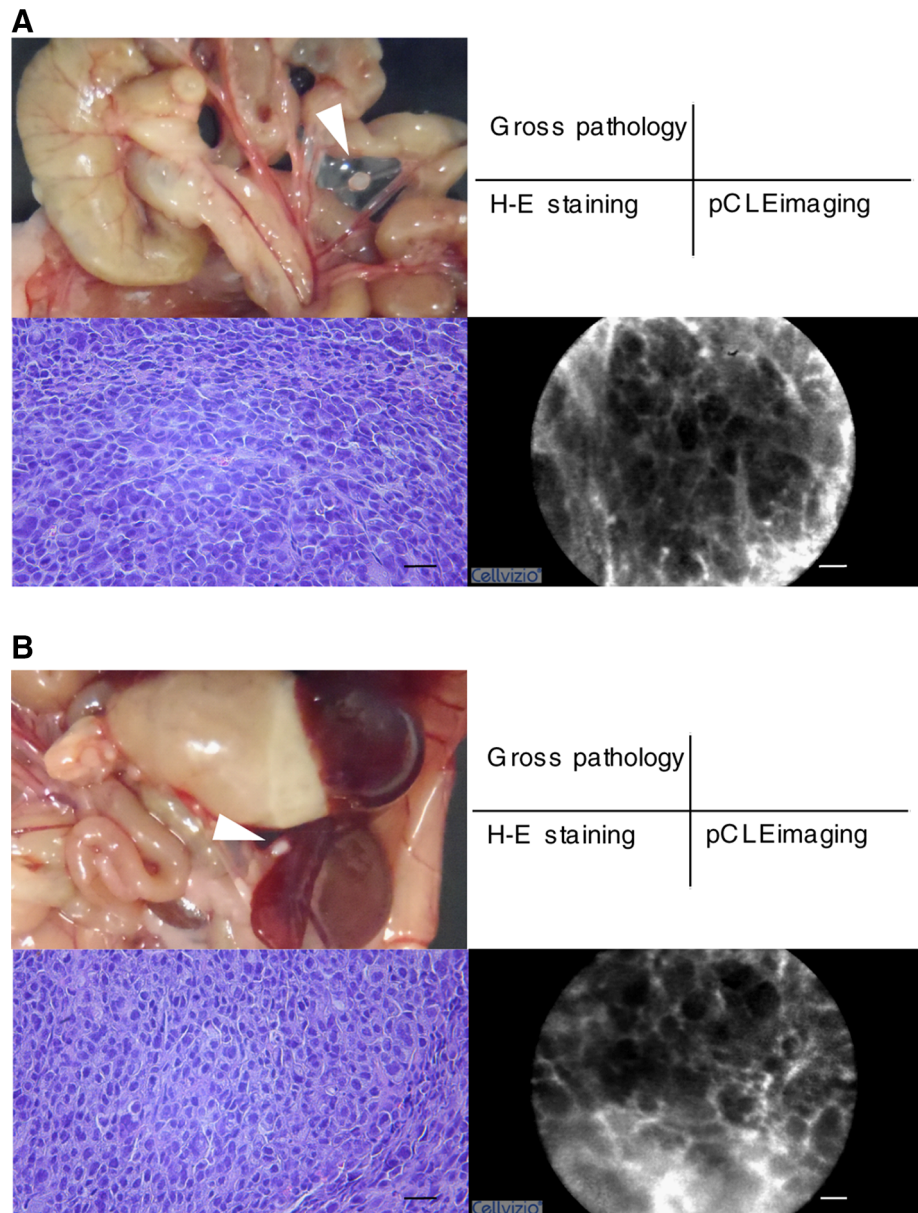 A
Gross pathology
H-E staining
pCLEimaging
Cellvizio
B
Gross pathology
H-E staining
pCLEimaging
Cellvizio